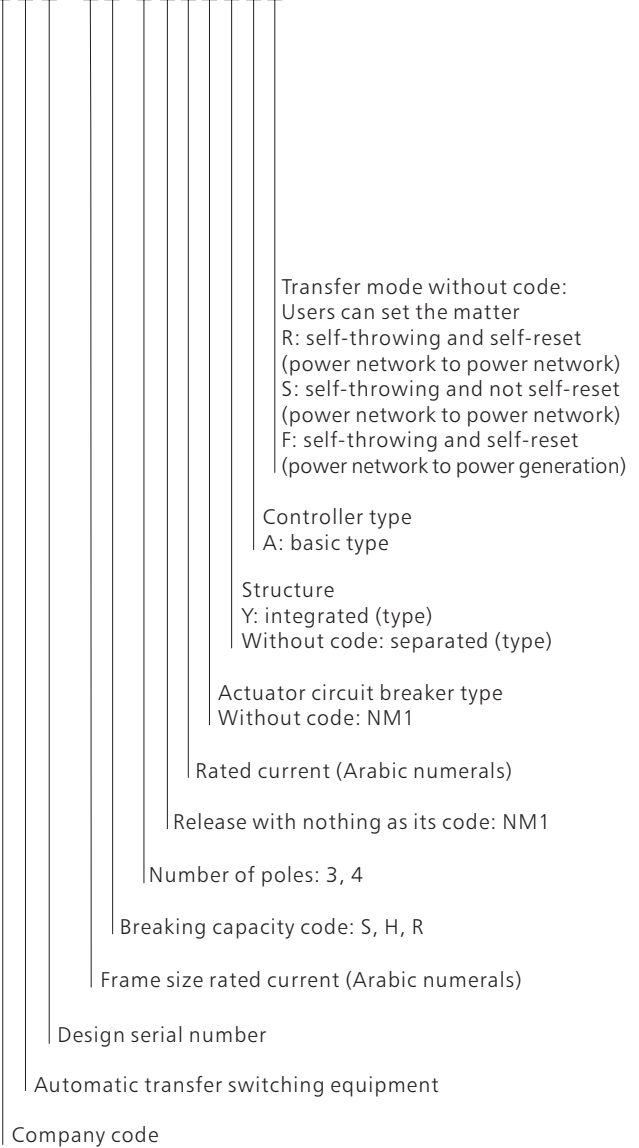 Transfer mode without code:
Users can set the matter
R: self-throwing and self-reset
(power network to power network)
S: self-throwing and not self-reset
(power network to power network)
F: self-throwing and self-reset
(power network to power generation)
Controller type
A: basic type
Structure
Y: integrated (type)
Without code: separated (type)
Actuator circuit breaker type
Without code: NM1
Rated current (Arabic numerals)
Release with nothing as its code: NM1
Number of poles: 3, 4
Breaking capacity code: S, H, R
Frame size rated current (Arabic numerals)
Design serial number
Automatic transfer switching equipment
Company code